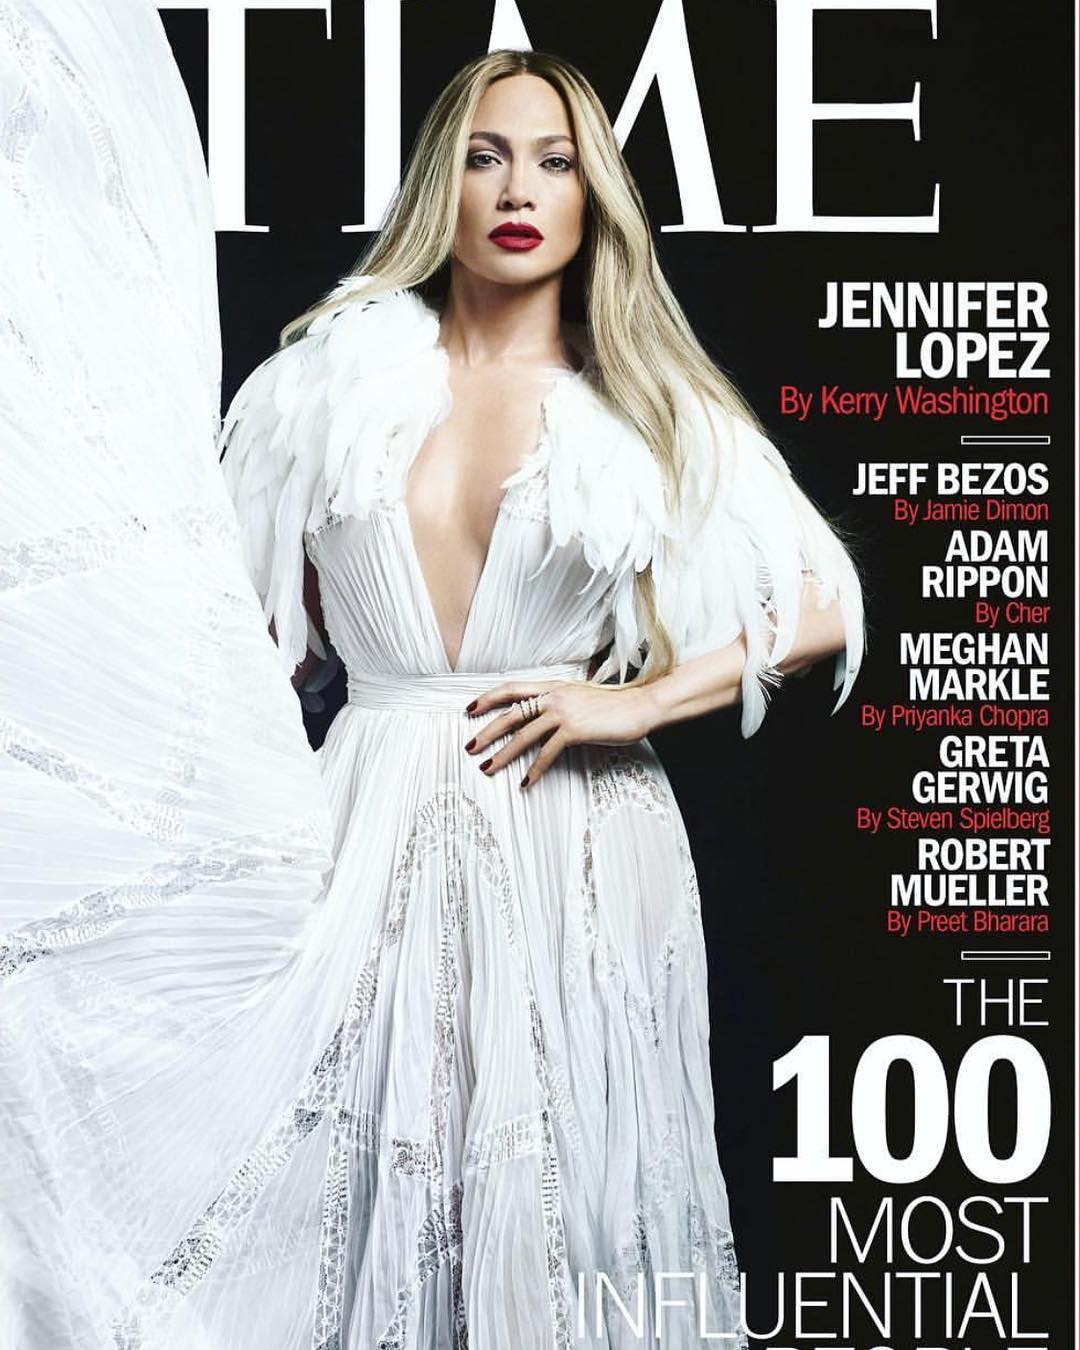 TIME
JENNIFER
LOPEZ
By Kerry Washington
JEFF BEZOS
By Jamie Dimon
ADAM
RIPPON
By Cher
MEGHAN
MARKLE
By Priyanka Chopra
GRETA
GERWIG
By Steven Spielberg
ROBERT
MUELLER
By Preet Bharara
THE
100
MOST
INFLUENTIAL
PEOPLE